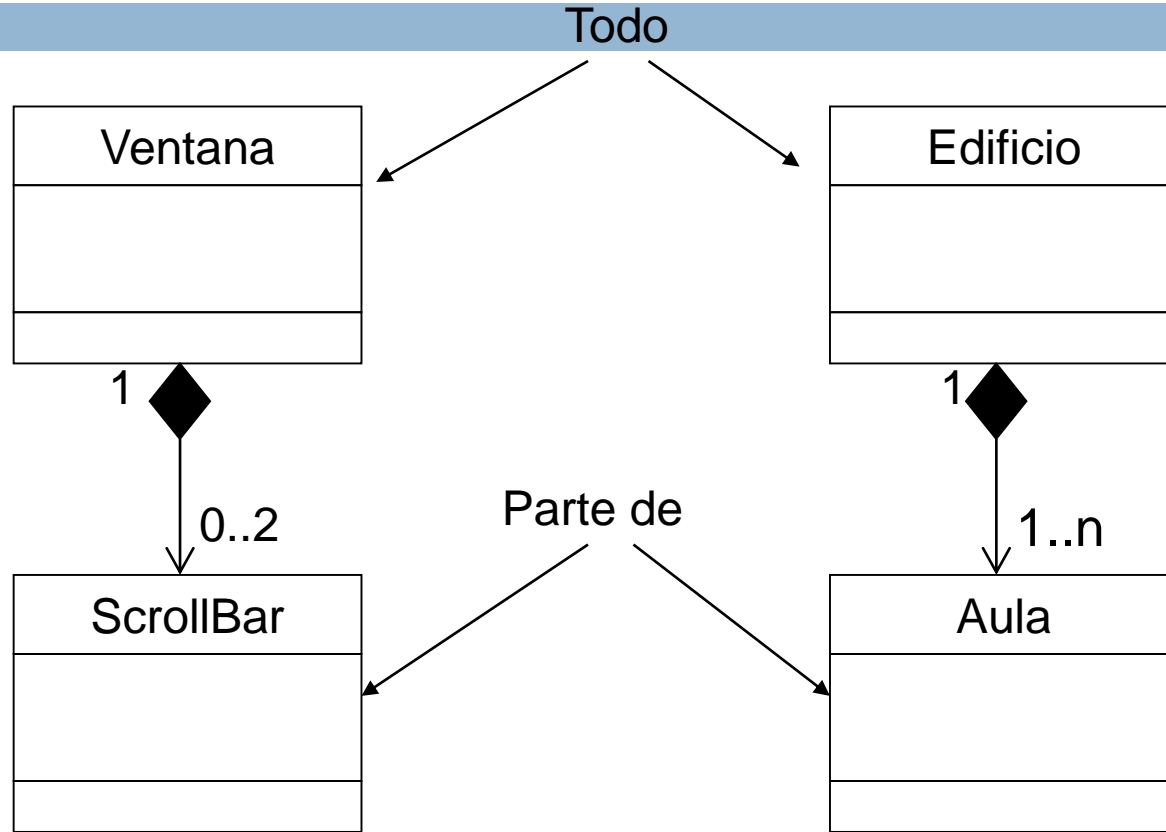 Todo
Ventana
Edificio
1
1
0..2
Parte de
1..n
ScrollBar
Aula